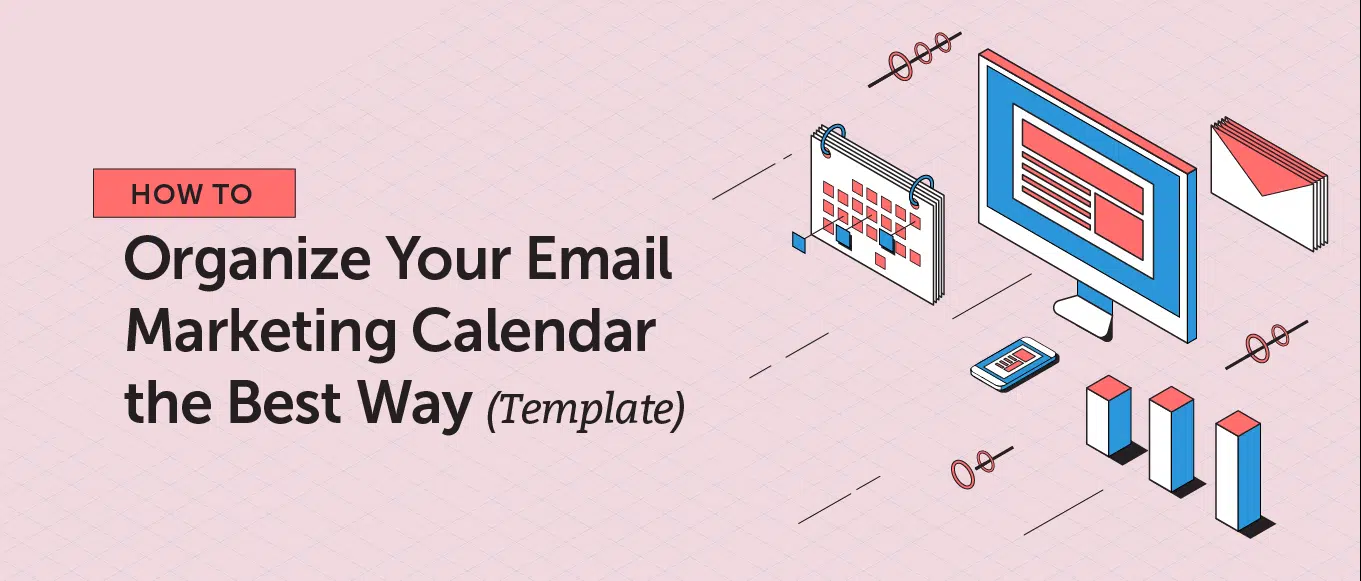 HOW TO
Organize Your Email
Marketing Calendar
the Best Way (Template)